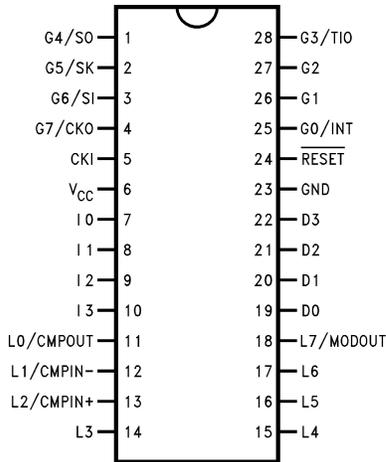 G4/SO 1 28 G3/TIO
G5/SK 2 27 G2
G6/SI 3 26 G1
G7/CKO 4 25 G0/INT
CKI 5 24 RESET
VCC 6 23 GND
I0 7 22 D3
I1 8 21 D2
I2 9 20 D1
I3 10 19 D0
L0/CMPOUT 11 18 L7/MODOUT
L1/CMPIN- 12 17 L6
L2/CMPIN+ 13 16 L5
L3 14 15 L4